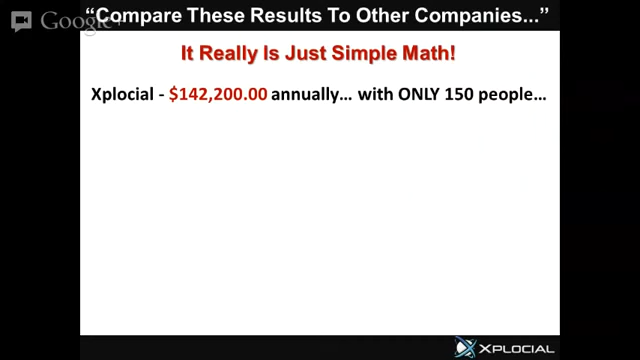 “Compare These Results To Other Companies...”
Google+
It Really Is Just Simple Math!
Xplocial - $142,200.00 annually… with ONLY 150 people…
XPLOCIAL